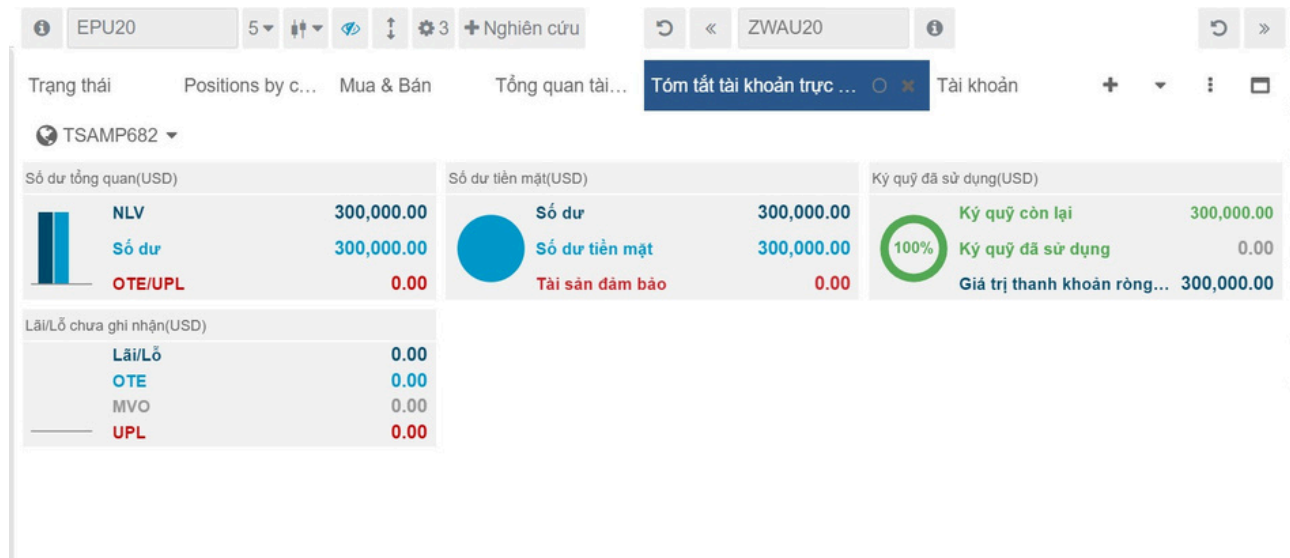 EPU20 5 3 Nghiên cứu ZWAU20
Trạng thái Positions by c... Mua & Bán Tổng quan tài... Tóm tắt tài khoản trực ... Tài khoản
TSAMP682
Số dư tổng quan(USD)
NLV 300,000.00
Số dư 300,000.00
OTE/UPL 0.00
Số dư tiền mặt(USD)
Số dư 300,000.00
Số dư tiền mặt 300,000.00
Tài sản đảm bảo 0.00
Ký quỹ đã sử dụng(USD)
100%
Ký quỹ còn lại 300,000.00
Ký quỹ đã sử dụng 0.00
Giá trị thanh khoản ròng... 300,000.00
Lãi/Lỗ chưa ghi nhận(USD)
Lãi/Lỗ 0.00
OTE 0.00
MVO 0.00
UPL 0.00